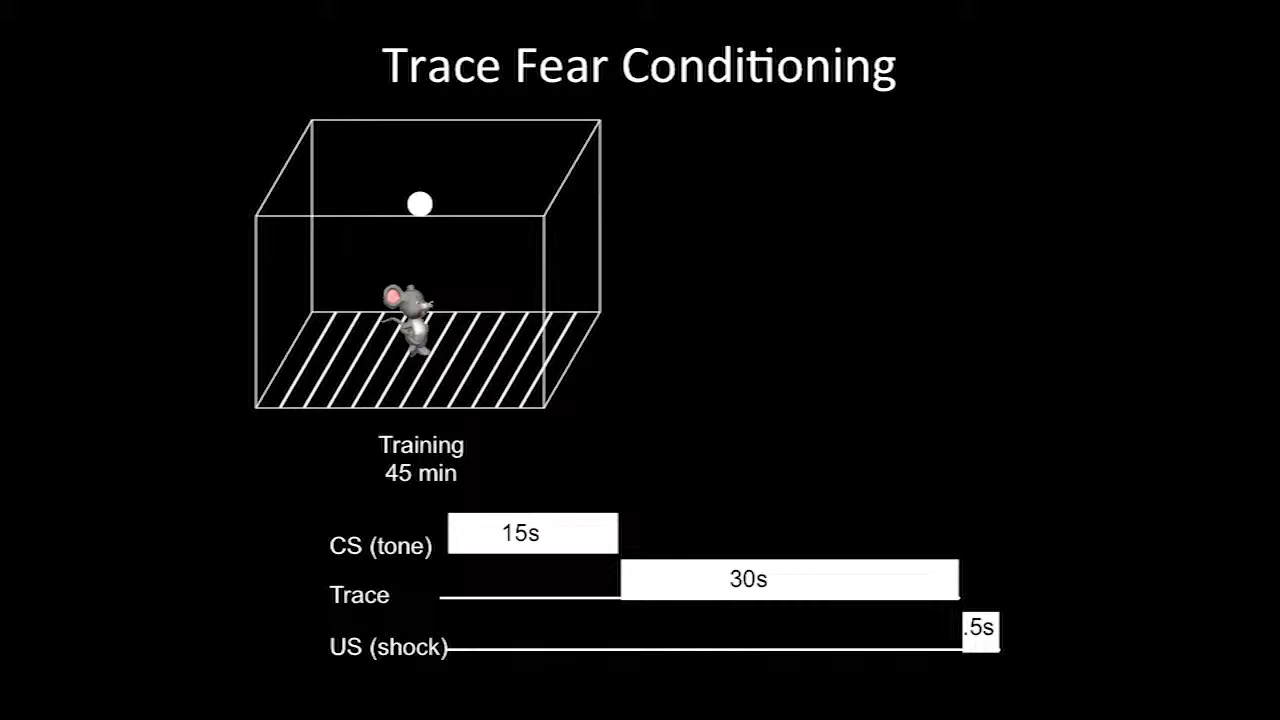 Trace Fear Conditioning
Training
45 min
CS (tone)
15s
Trace
30s
US (shock)
.5s